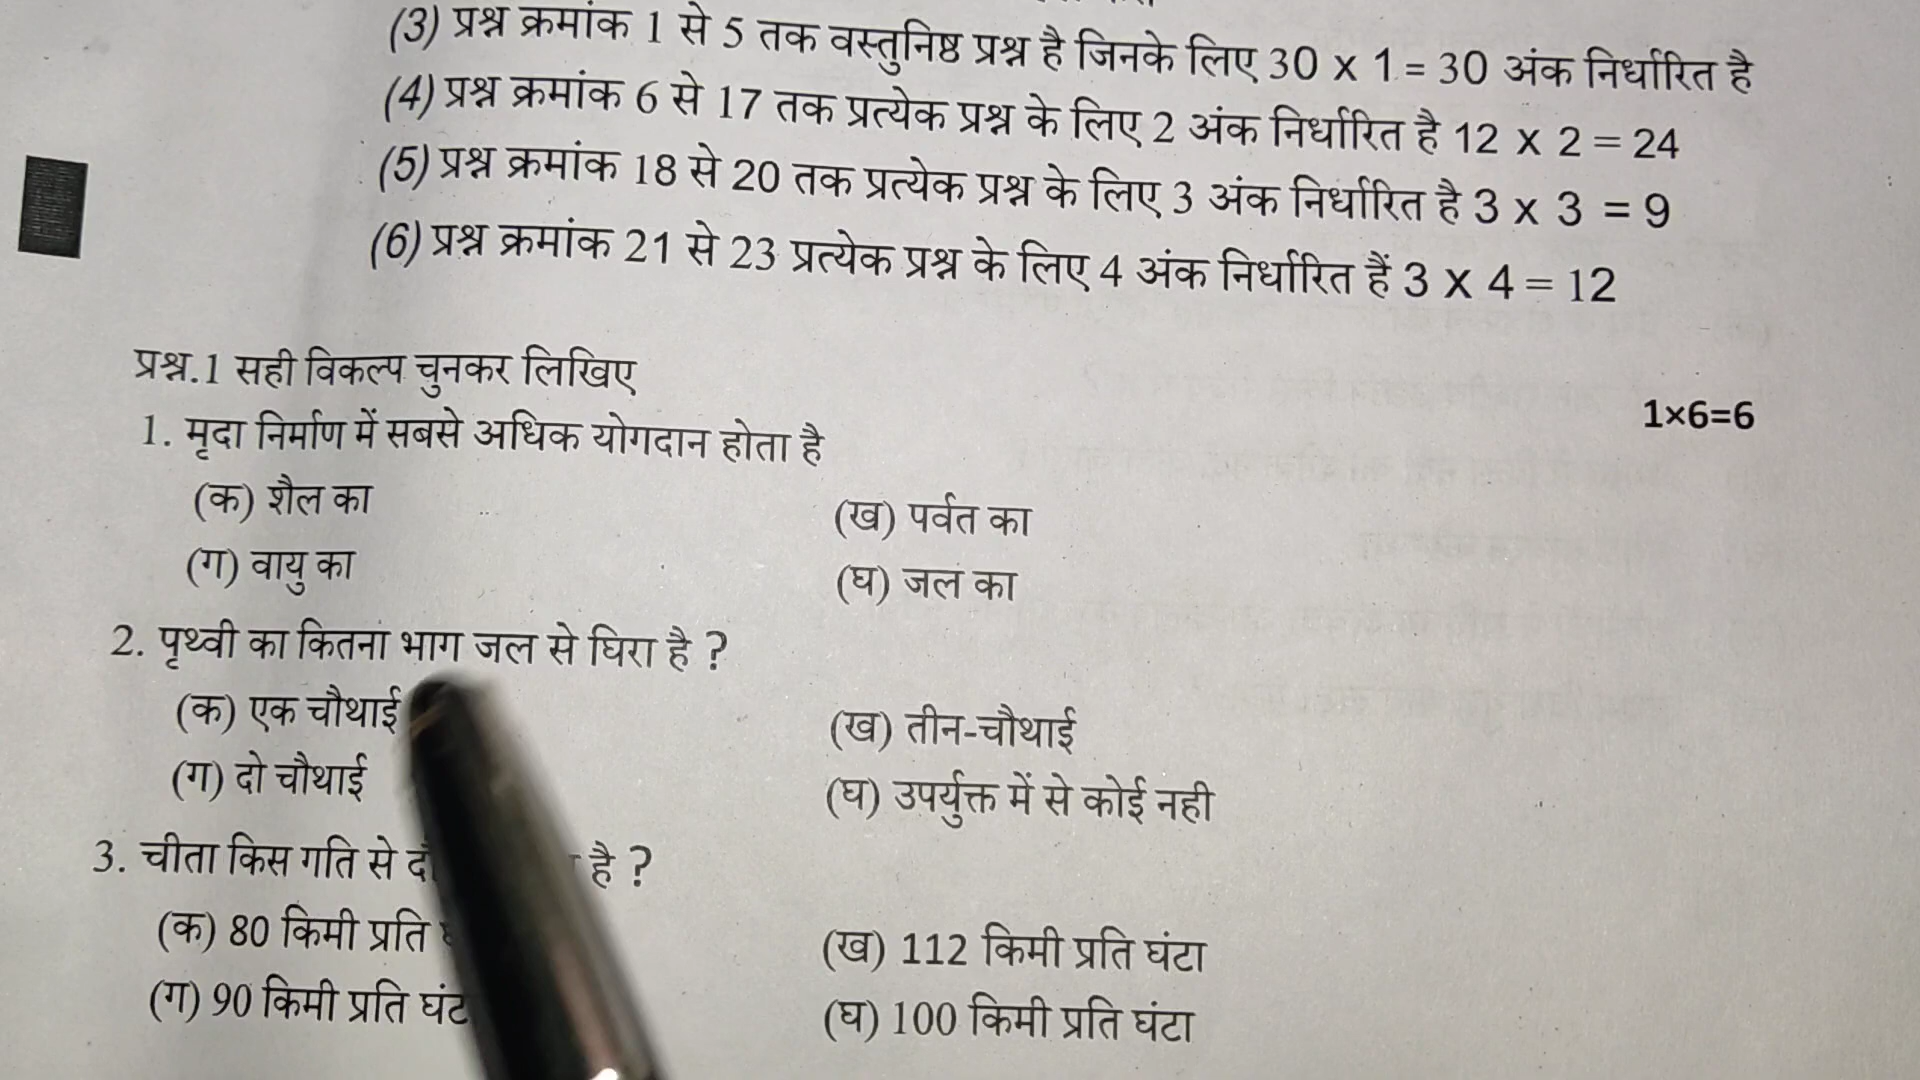 (3) प्रश्न क्रमांक 1 से 5 तक वस्तुनिष्ठ प्रश्न है जिनके लिए 30 x 1 = 30 अंक निर्धारित है
(4) प्रश्न क्रमांक 6 से 17 तक प्रत्येक प्रश्न के लिए 2 अंक निर्धारित है 12 x 2 = 24
(5) प्रश्न क्रमांक 18 से 20 तक प्रत्येक प्रश्न के लिए 3 अंक निर्धारित है 3 x 3 = 9
(6) प्रश्न क्रमांक 21 से 23 प्रत्येक प्रश्न के लिए 4 अंक निर्धारित हैं 3 X 4 = 12
प्रश्न.1 सही विकल्प चुनकर लिखिए 1×6=6
1. मृदा निर्माण में सबसे अधिक योगदान होता है
(क) शैल का (ख) पर्वत का
(ग) वायु का (घ) जल का
2. पृथ्वी का कितना भाग जल से घिरा है ?
(क) एक चौथाई (ख) तीन-चौथाई
(ग) दो चौथाई (घ) उपर्युक्त में से कोई नही
3. चीता किस गति से है ?
(क) 80 किमी प्रति (ख) 112 किमी प्रति घंटा
(ग) 90 किमी प्रति (घ) 100 किमी प्रति घंटा